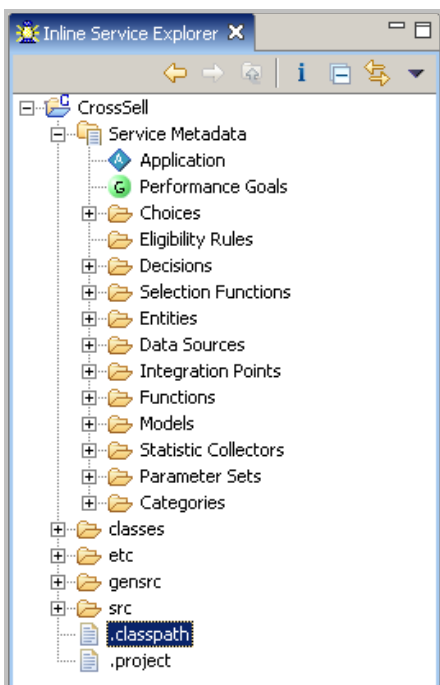 Inline Service Explorer
i
C
CrossSell
Service Metadata
A Application
G Performance Goals
Choices
Eligibility Rules
Decisions
Selection Functions
Entities
Data Sources
Integration Points
Functions
Models
Statistic Collectors
Parameter Sets
Categories
classes
etc
gensrc
src
.classpath
.project